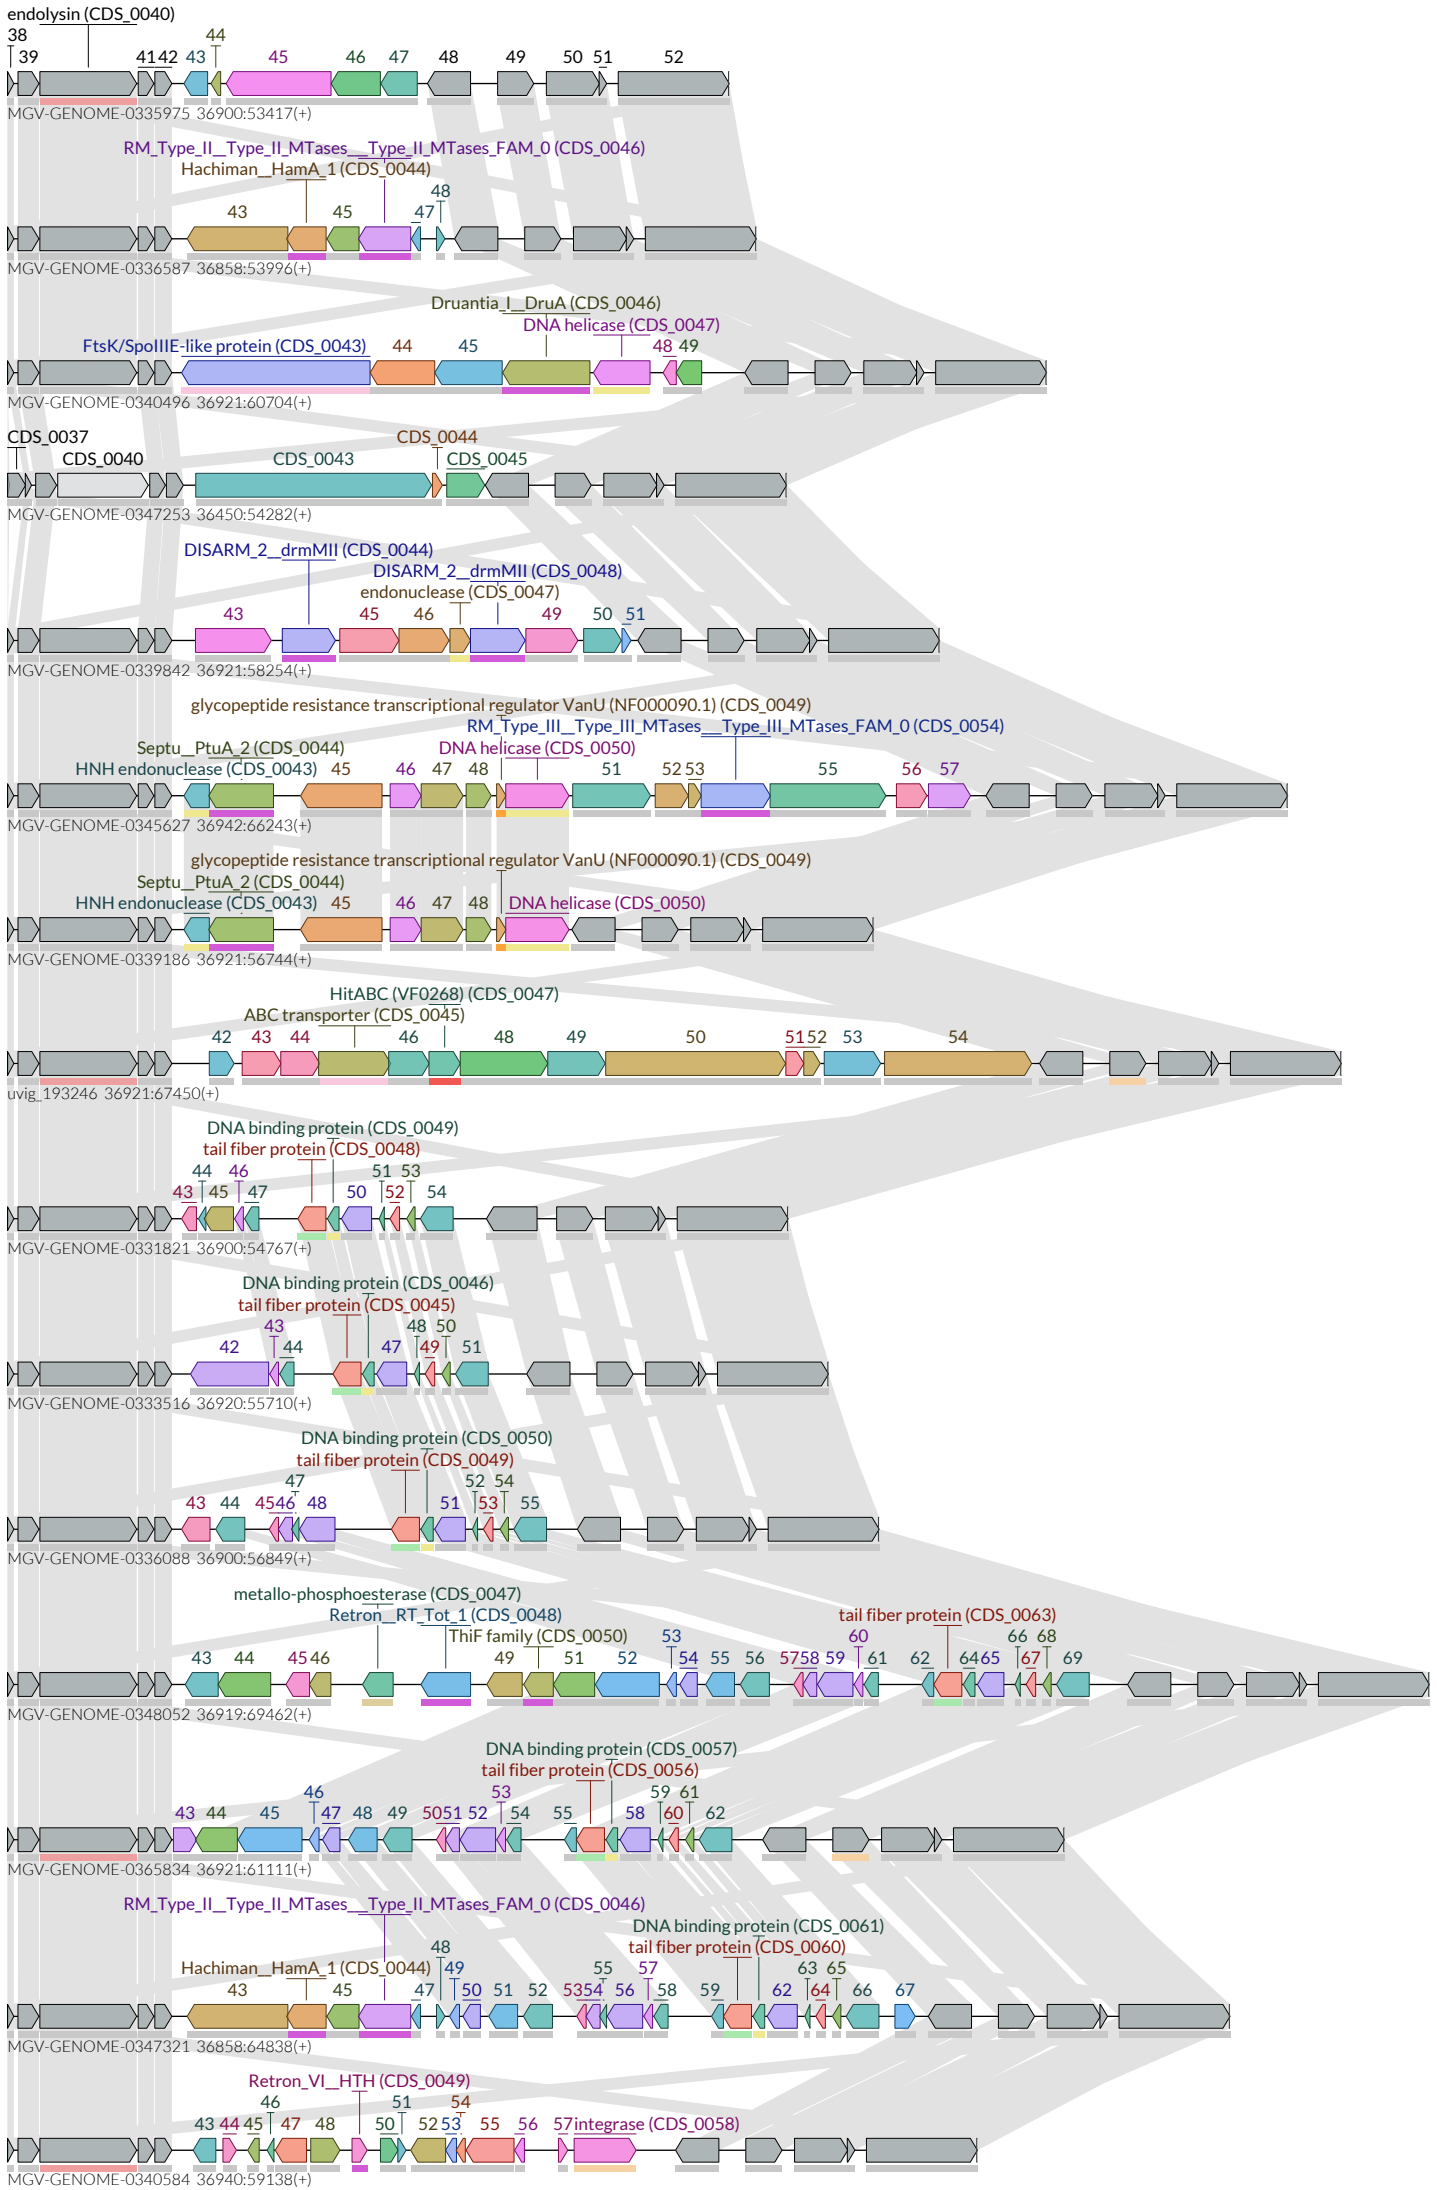 endolysin (CDS_0040)
38 44
39 41 42 43 45 46 47 48 49 50 51 52
MGV-GENOME-0335975 36900:53417(+)
RM_Type_II__Type_II_MTases___Type_II_MTases_FAM_0 (CDS_0046)
Hachiman__HamA_1 (CDS_0044)
48
43 45 47
MGV-GENOME-0336587 36858:53996(+)
Druantia_I__DruA (CDS_0046)
DNA helicase (CDS_0047)
FtsK/SpoIIIE-like protein (CDS_0043) 44 45 48 49
MGV-GENOME-0340496 36921:60704(+)
CDS_0037 CDS_0044
CDS_0040 CDS_0043 CDS_0045
MGV-GENOME-0347253 36450:54282(+)
DISARM_2__drmMII (CDS_0044)
DISARM_2__drmMII (CDS_0048)
endonuclease (CDS_0047)
43 45 46 49 50 51
MGV-GENOME-0339842 36921:58254(+)
glycopeptide resistance transcriptional regulator VanU (NF000090.1) (CDS_0049)
RM_Type_III__Type_III_MTases___Type_III_MTases_FAM_0 (CDS_0054)
Septu__PtuA_2 (CDS_0044) DNA helicase (CDS_0050)
HNH endonuclease (CDS_0043) 45 46 47 48 51 52 53 55 56 57
MGV-GENOME-0345627 36942:66243(+)
glycopeptide resistance transcriptional regulator VanU (NF000090.1) (CDS_0049)
Septu__PtuA_2 (CDS_0044)
HNH endonuclease (CDS_0043) 45 46 47 48 DNA helicase (CDS_0050)
MGV-GENOME-0339186 36921:56744(+)
HitABC (VF0268) (CDS_0047)
ABC transporter (CDS_0045)
42 43 44 46 48 49 50 51 52 53 54
uvig_193246 36921:67450(+)
DNA binding protein (CDS_0049)
tail fiber protein (CDS_0048)
44 46 51 53
43 45 47 50 52 54
MGV-GENOME-0331821 36900:54767(+)
DNA binding protein (CDS_0046)
tail fiber protein (CDS_0045)
43 48 50
42 44 47 49 51
MGV-GENOME-0333516 36920:55710(+)
DNA binding protein (CDS_0050)
tail fiber protein (CDS_0049)
47 52 54
43 44 45 46 48 51 53 55
MGV-GENOME-0336088 36900:56849(+)
metallo-phosphoesterase (CDS_0047)
Retron__RT_Tot_1 (CDS_0048) tail fiber protein (CDS_0063)
ThiF family (CDS_0050) 53 60 66 68
43 44 45 46 49 51 52 54 55 56 57 58 59 61 62 64 65 67 69
MGV-GENOME-0348052 36919:69462(+)
DNA binding protein (CDS_0057)
tail fiber protein (CDS_0056)
46 53 59 61
43 44 45 47 48 49 50 51 52 54 55 58 60 62
MGV-GENOME-0365834 36921:61111(+)
RM_Type_II__Type_II_MTases___Type_II_MTases_FAM_0 (CDS_0046)
DNA binding protein (CDS_0061)
48 tail fiber protein (CDS_0060)
Hachiman__HamA_1 (CDS_0044) 49 55 57 63 65
43 45 47 50 51 52 53 54 56 58 59 62 64 66 67
MGV-GENOME-0347321 36858:64838(+)
Retron_VI__HTH (CDS_0049)
46 51 54
43 44 45 47 48 50 52 53 55 56 57 integrase (CDS_0058)
MGV-GENOME-0340584 36940:59138(+)